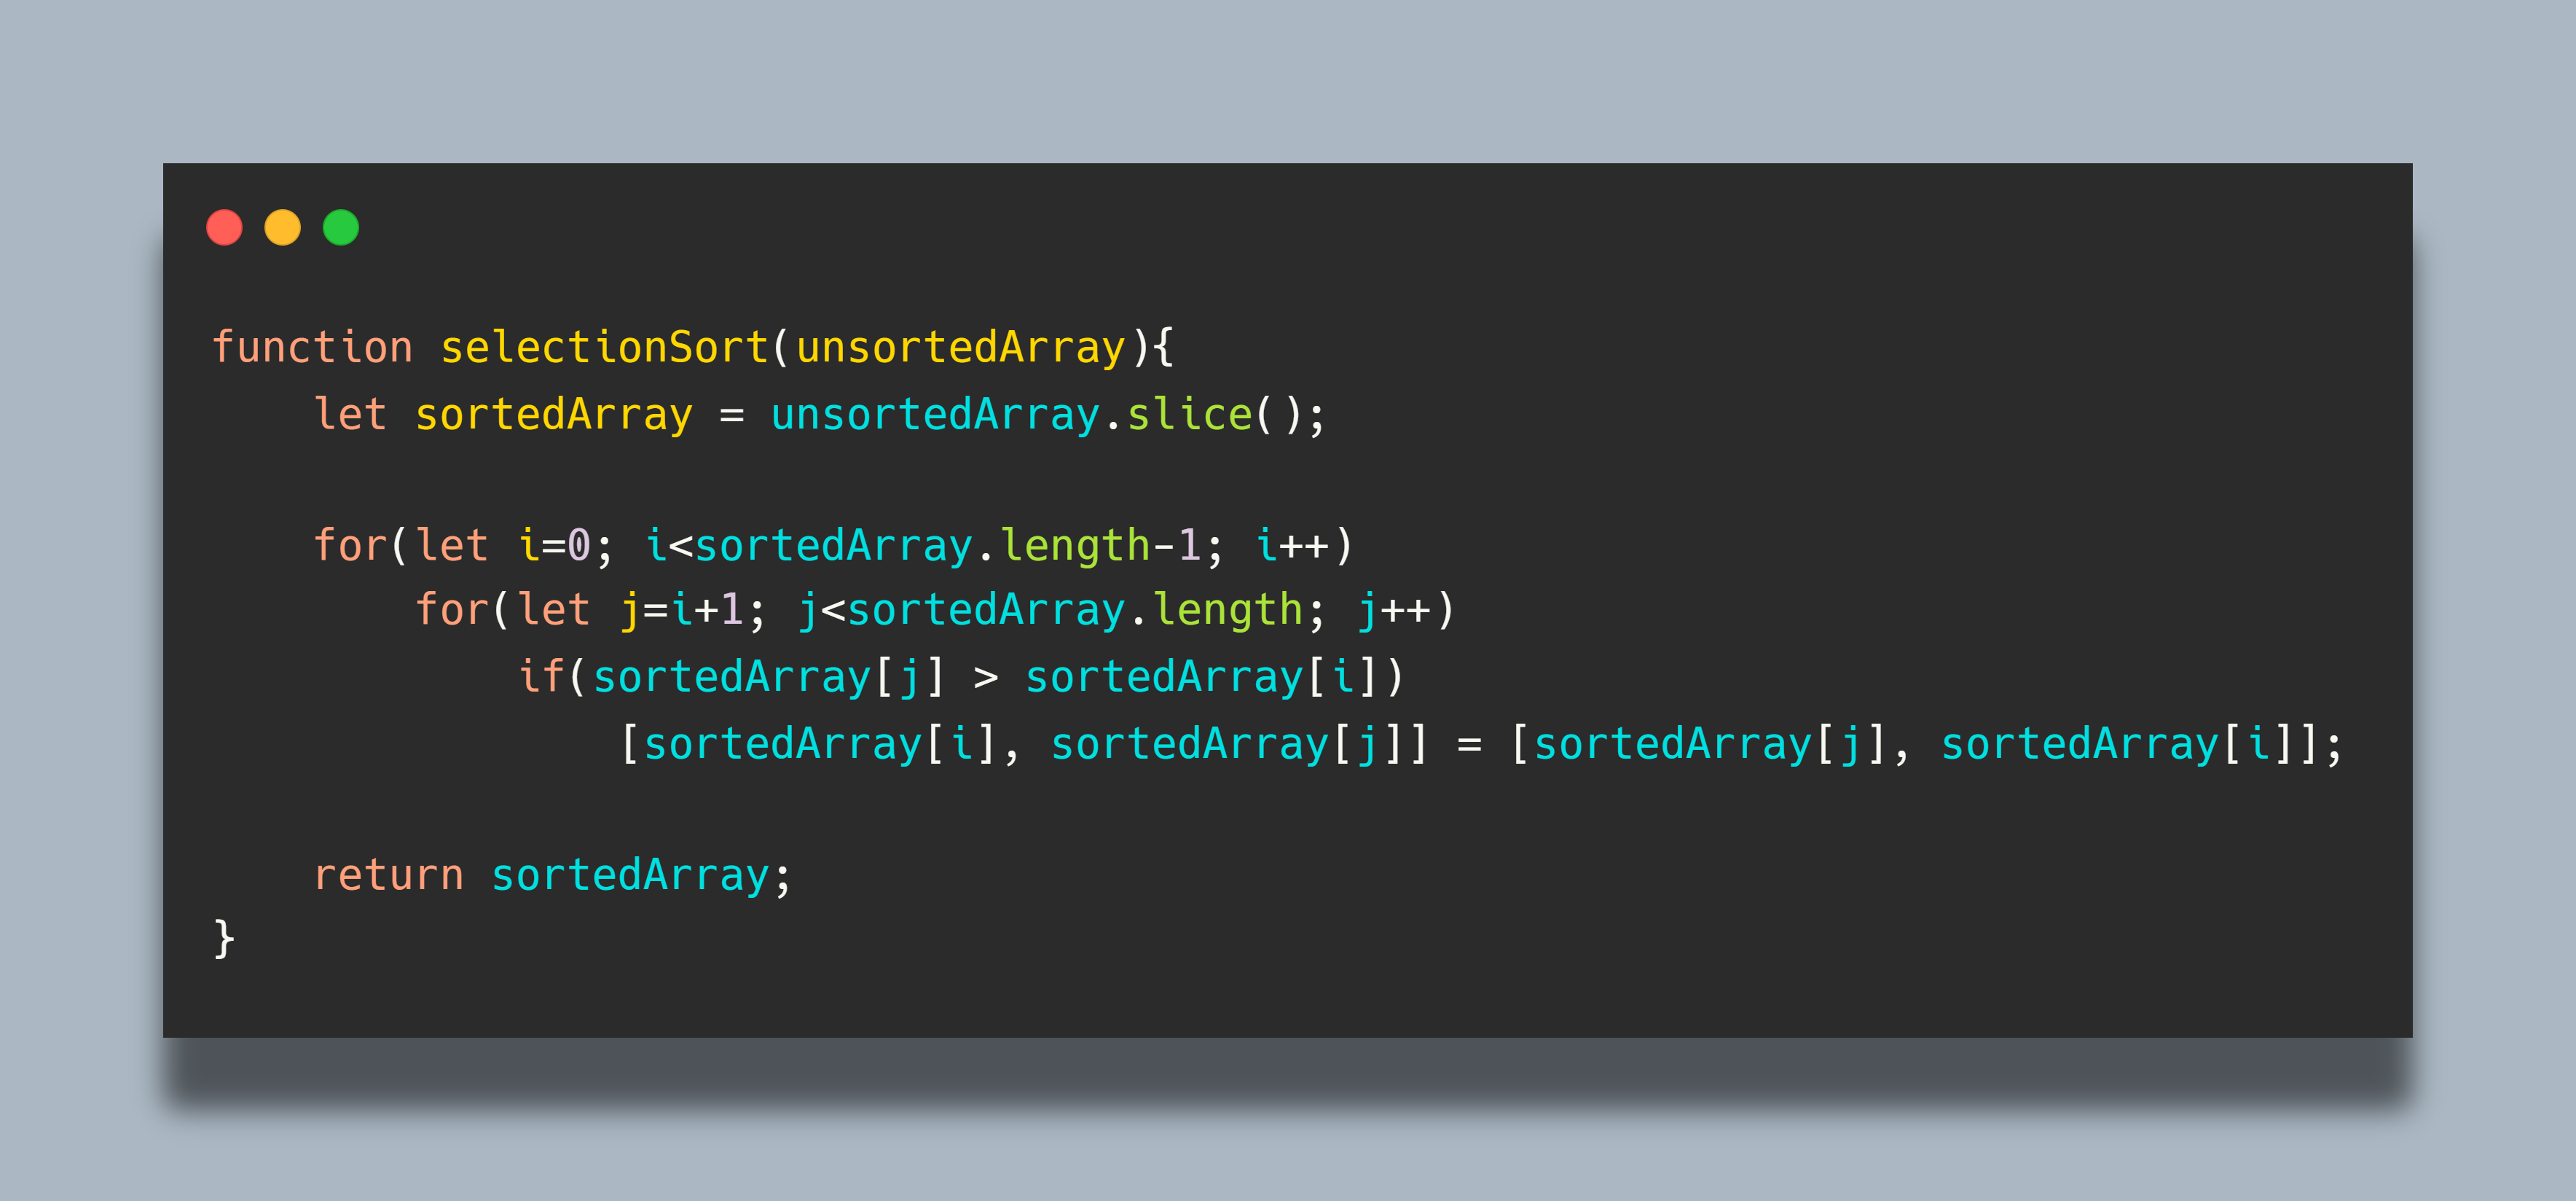 function selectionSort(unsortedArray){
    let sortedArray = unsortedArray.slice();

    for(let i=0; i<sortedArray.length-1; i++)
        for(let j=i+1; j<sortedArray.length; j++)
            if(sortedArray[j] > sortedArray[i])
                [sortedArray[i], sortedArray[j]] = [sortedArray[j], sortedArray[i]];

    return sortedArray;
}